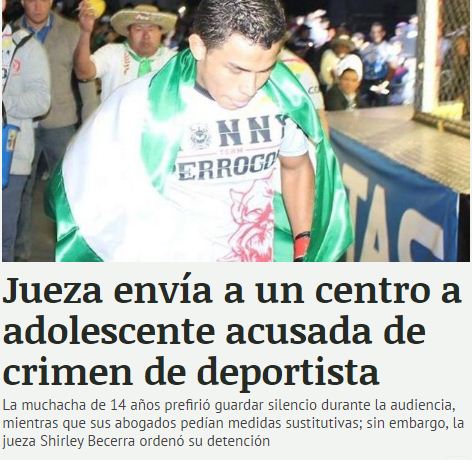 NNY
TEAM
PERROGO
TAS
Jueza envía a un centro a
adolescente acusada de
crimen de deportista
La muchacha de 14 años prefirió guardar silencio durante la audiencia,
mientras que sus abogados pedían medidas sustitutivas; sin embargo, la
jueza Shirley Becerra ordenó su detención